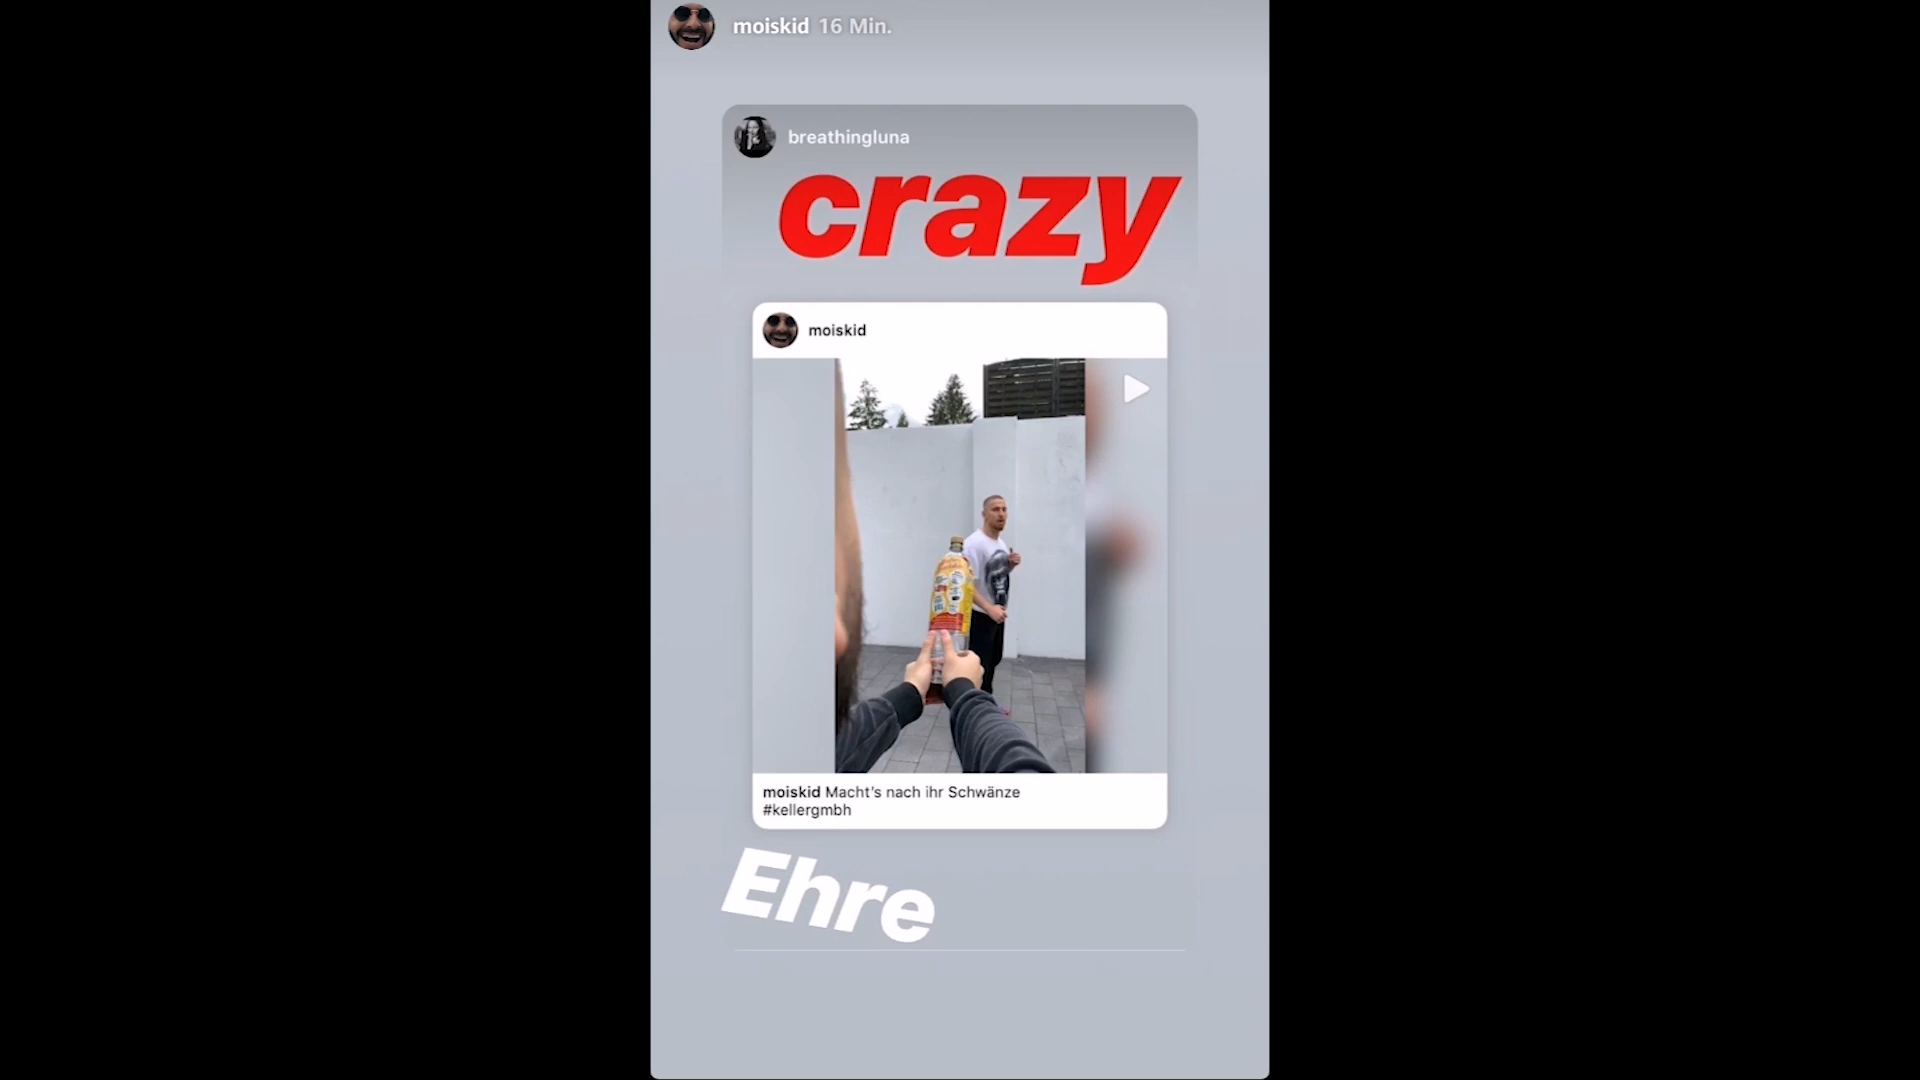 moiskid 16 Min.
breathingluna
crazy
moiskid
moiskid Macht's nach ihr Schwänze
#kellergmbh
Ehre